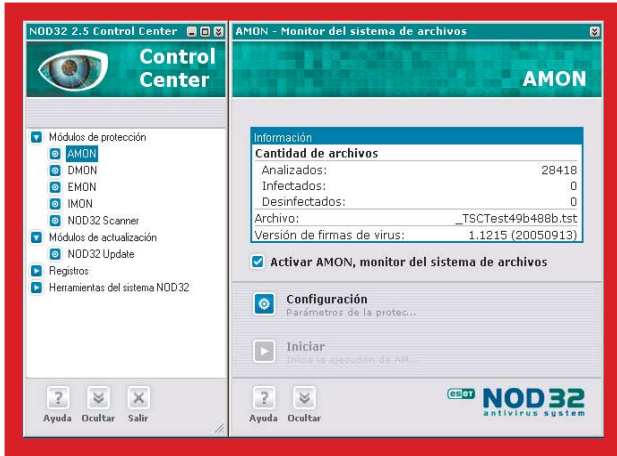 NOD32 2.5 Control Center
Control
Center
Módulos de protección
AMON
DMON
EMON
IMON
NOD32 Scanner
Módulos de actualización
NOD32 Update
Registros
Herramientas del sistema NOD32
Ayuda Ocultar Salir
AMON - Monitor del sistema de archivos
AMON
Información
Cantidad de archivos
Analizados: 28418
Infectados: 0
Desinfectados: 0
Archivo: _TSCTest49b488b.tst
Versión de firmas de virus: 1.1215 (20050913)
Activar AMON, monitor del sistema de archivos
Configuración
Parámetros de la protec...
Iniciar
Inicia la ejecución de AM...
Ayuda Ocultar
eset NOD32
antivirus system